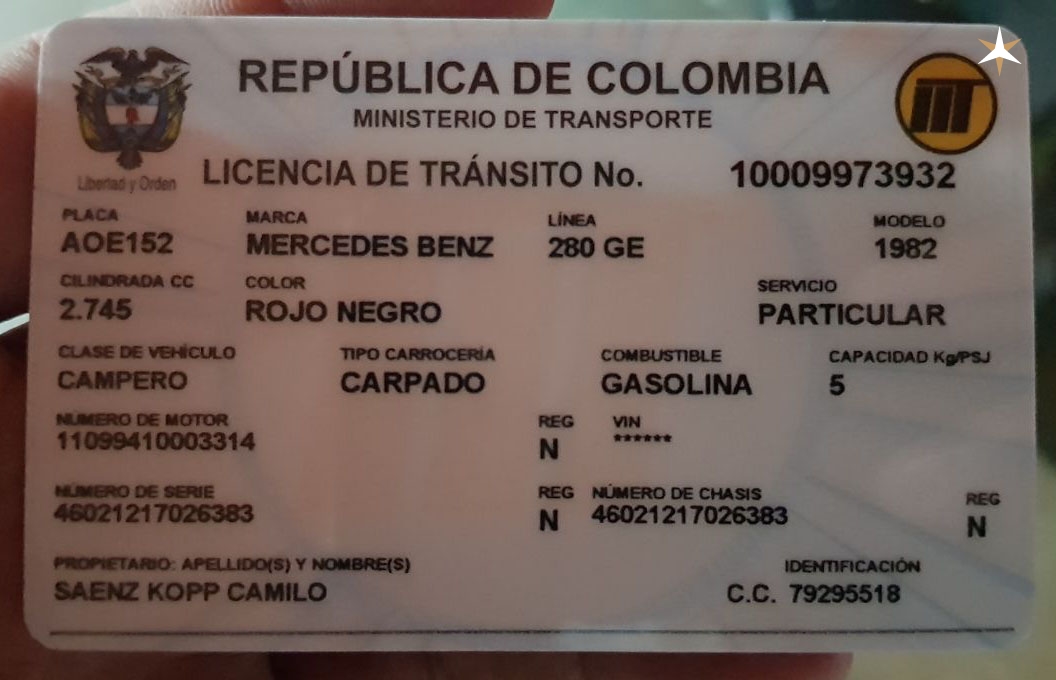 REPÚBLICA DE COLOMBIA
MINISTERIO DE TRANSPORTE
Libertad y Orden
LICENCIA DE TRÁNSITO No. 10009973932
PLACA MARCA LÍNEA MODELO
AOE152 MERCEDES BENZ 280 GE 1982
CILINDRADA CC COLOR SERVICIO
2.745 ROJO NEGRO PARTICULAR
CLASE DE VEHÍCULO TIPO CARROCERÍA COMBUSTIBLE CAPACIDAD Kg/PSJ
CAMPERO CARPADO GASOLINA 5
NÚMERO DE MOTOR REG VIN
11099410003314 N ******
NÚMERO DE SERIE REG NÚMERO DE CHASIS REG
46021217026383 N 46021217026383 N
PROPIETARIO: APELLIDO(S) Y NOMBRE(S) IDENTIFICACIÓN
SAENZ KOPP CAMILO C.C. 79295518